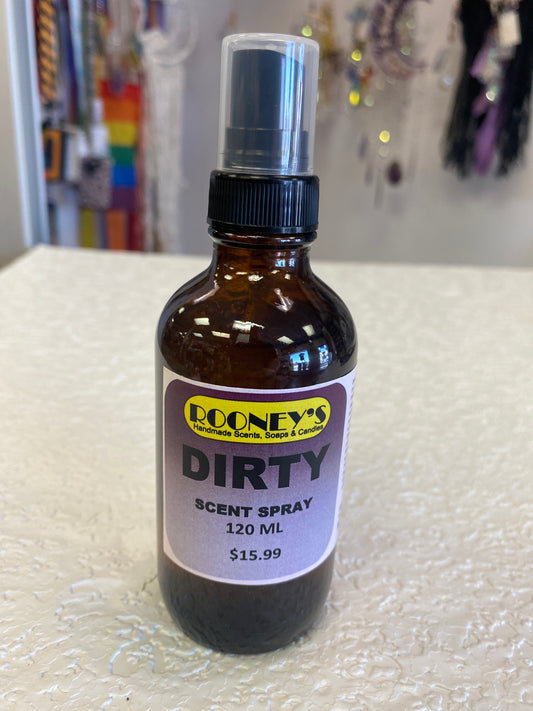 ROONEY'S
Handmade Scents, Soaps & Candles
DIRTY
SCENT SPRAY
120 ML
$15.99